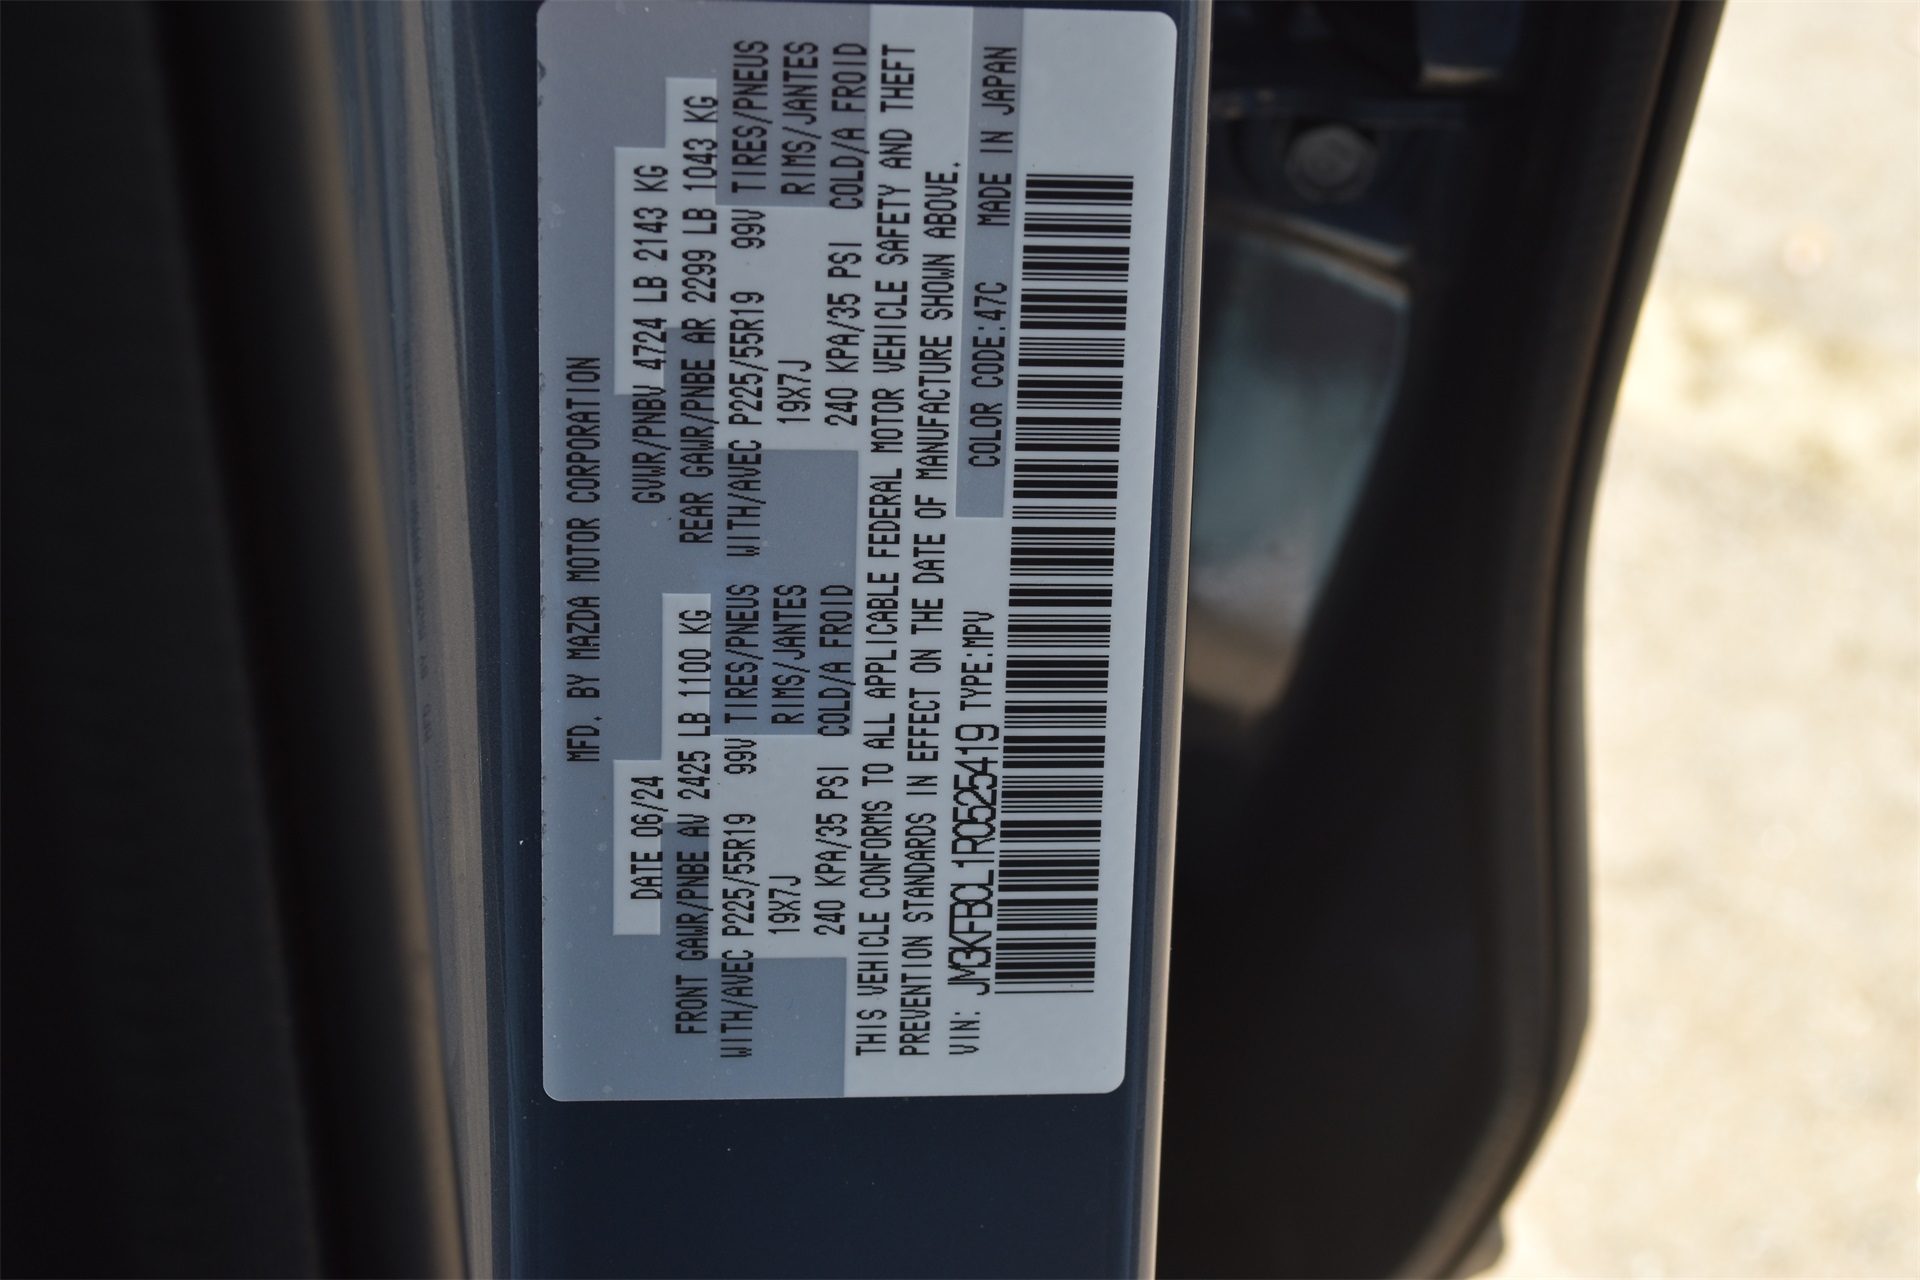 MFD. BY MAZDA MOTOR CORPORATION
DATE 06/24 GVWR/PNBV 4724 LB 2143 KG
FRONT GAWR/PNBE AV 2425 LB 1100 KG REAR GAWR/PNBE AR 2299 LB 1043 KG
WITH/AVEC P225/55R19 99V TIRES/PNEUS WITH/AVEC P225/55R19 99V TIRES/PNEUS
19X7J RIMS/JANTES 19X7J RIMS/JANTES
240 KPA/35 PSI COLD/A FROID 240 KPA/35 PSI COLD/A FROID
THIS VEHICLE CONFORMS TO ALL APPLICABLE FEDERAL MOTOR VEHICLE SAFETY AND THEFT
PREVENTION STANDARDS IN EFFECT ON THE DATE OF MANUFACTURE SHOWN ABOVE.
VIN: JM3KFBCL1R0525419 TYPE:MPV COLOR CODE:47C MADE IN JAPAN